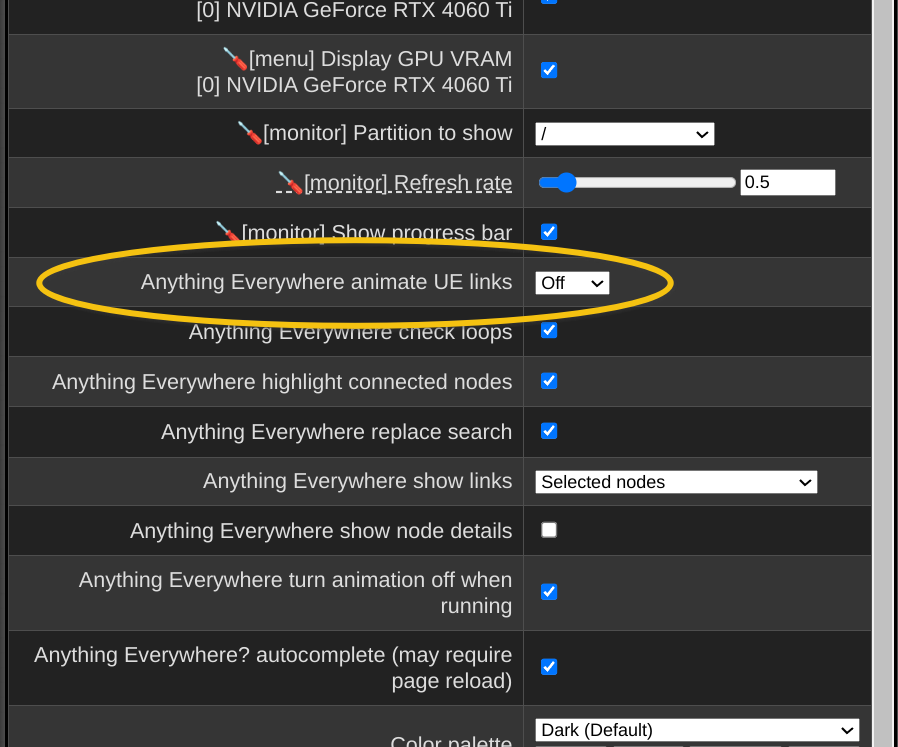 [0] NVIDIA GeForce RTX 4060 Ti
[menu] Display GPU VRAM
[0] NVIDIA GeForce RTX 4060 Ti
[monitor] Partition to show
/
[monitor] Refresh rate
0.5
[monitor] Show progress bar
Anything Everywhere animate UE links
Off
Anything Everywhere check loops
Anything Everywhere highlight connected nodes
Anything Everywhere replace search
Anything Everywhere show links
Selected nodes
Anything Everywhere show node details
Anything Everywhere turn animation off when
running
Anything Everywhere? autocomplete (may require
page reload)
Color palette
Dark (Default)